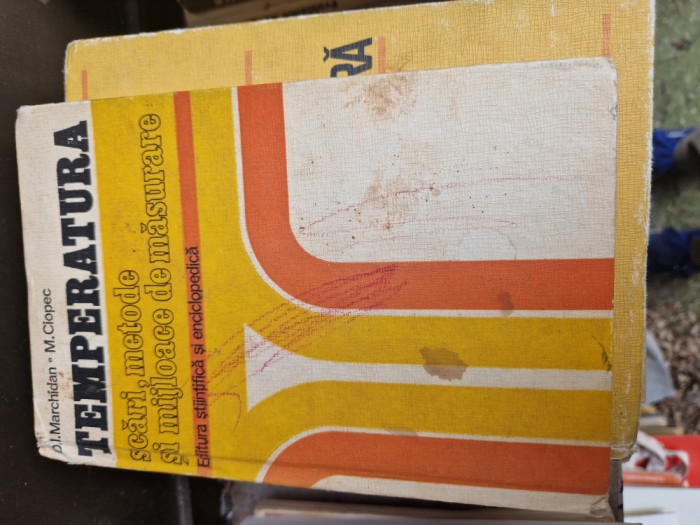 D.I. Marchidan • M. Ciopec
TEMPERATURA
scări, metode
și mijloace de măsurare
Editura științifică și enciclopedică
RĂ